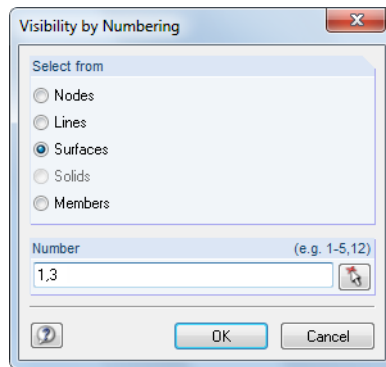 Visibility by Numbering
Select from
Nodes
Lines
Surfaces
Solids
Members
Number (e.g. 1-5,12)
1,3
OK Cancel